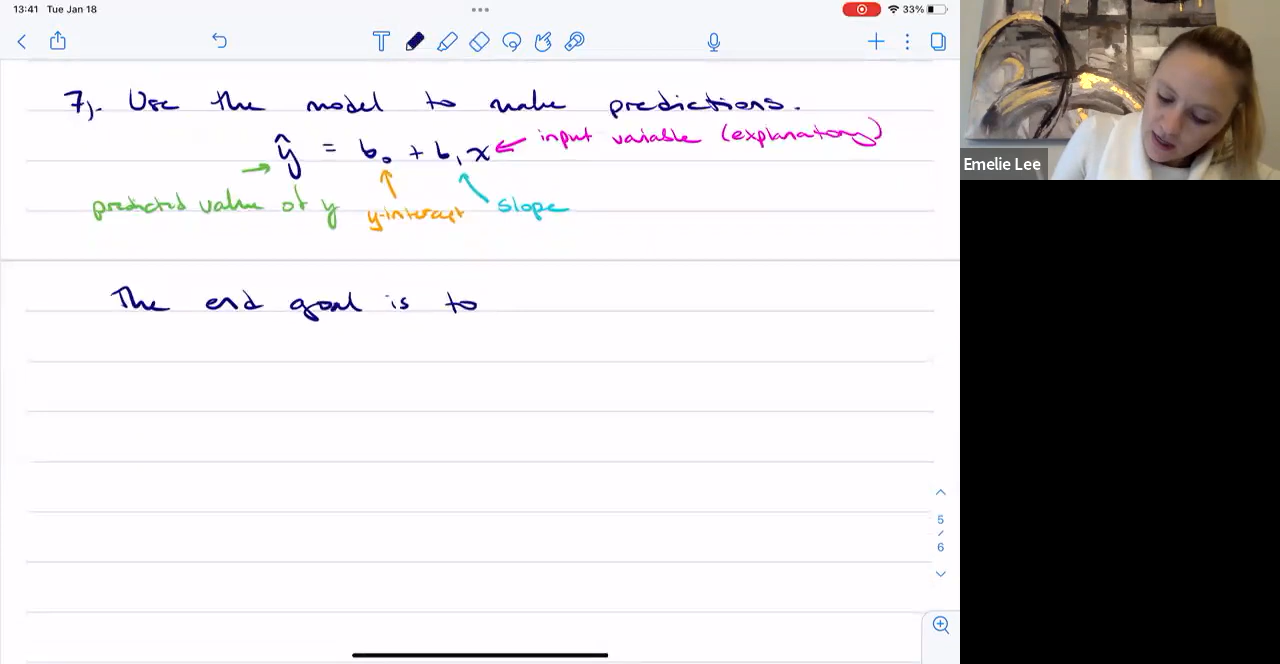 13:41 Tue Jan 18
33%
7). Use the model to make predictions.
ŷ = b₀ + b₁x ← input variable (explanatory)
predicted value of y y-intercept slope
The end goal is to
5
/
6
Emelie Lee